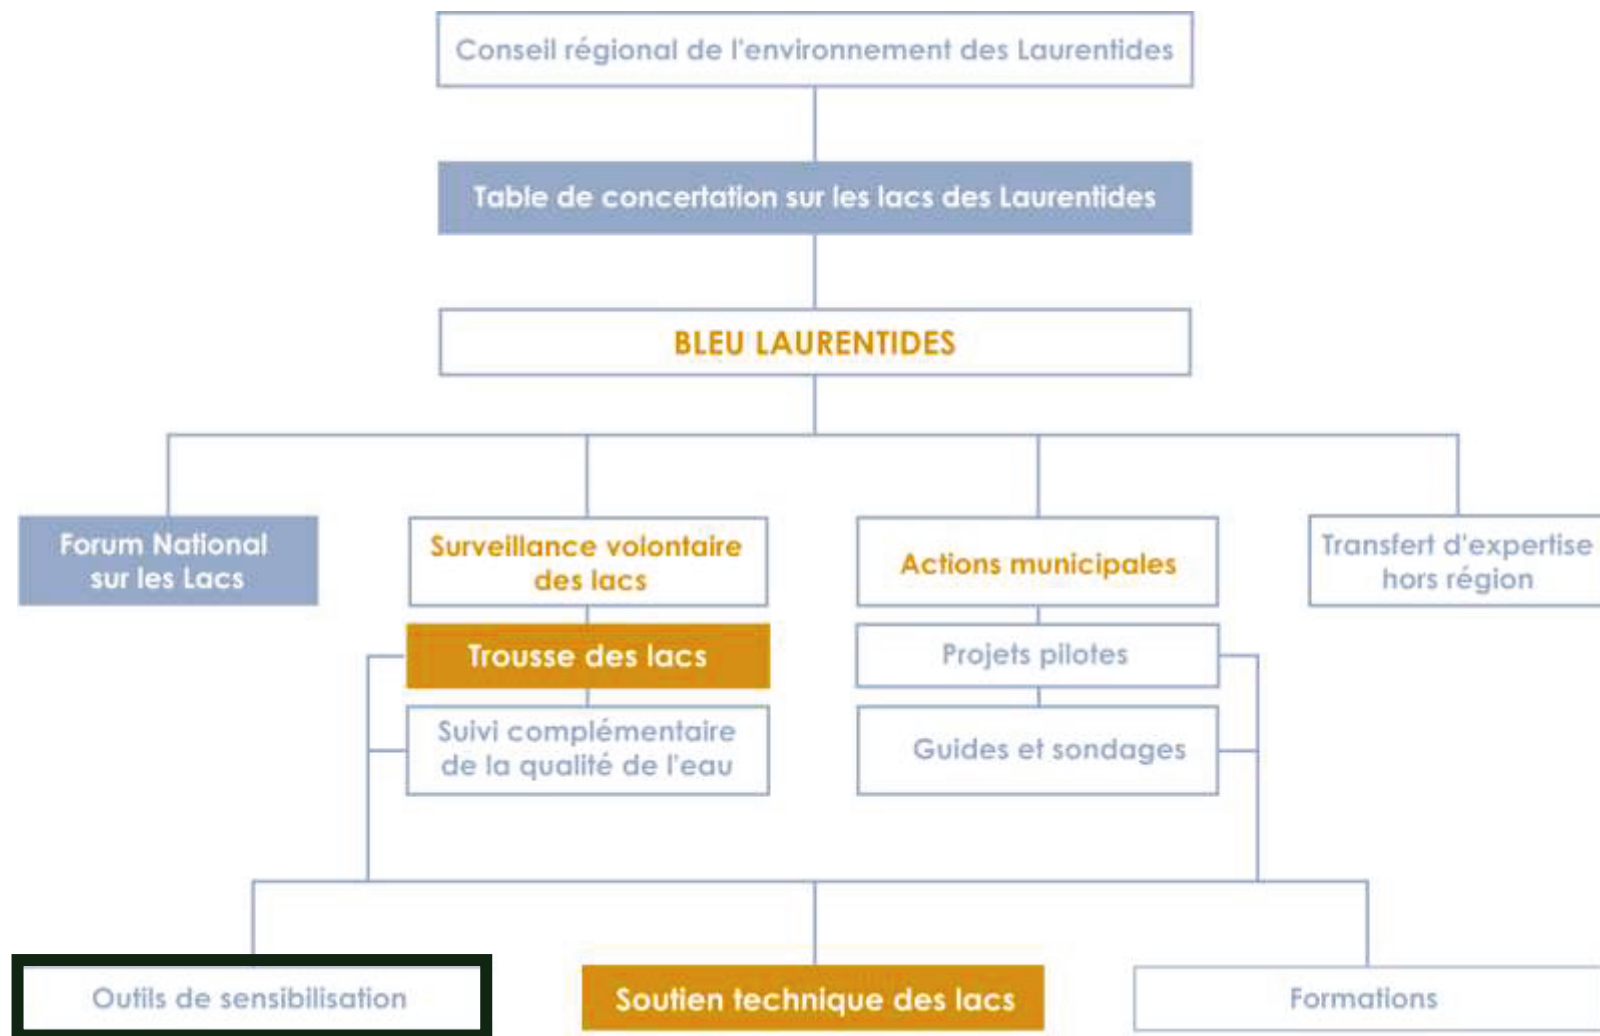 Conseil régional de l'environnement des Laurentides
Table de concertation sur les lacs des Laurentides
BLEU LAURENTIDES
Forum National
sur les Lacs
Surveillance volontaire
des lacs
Actions municipales
Transfert d'expertise
hors région
Trousse des lacs
Projets pilotes
Suivi complémentaire
de la qualité de l'eau
Guides et sondages
Outils de sensibilisation
Soutien technique des lacs
Formations